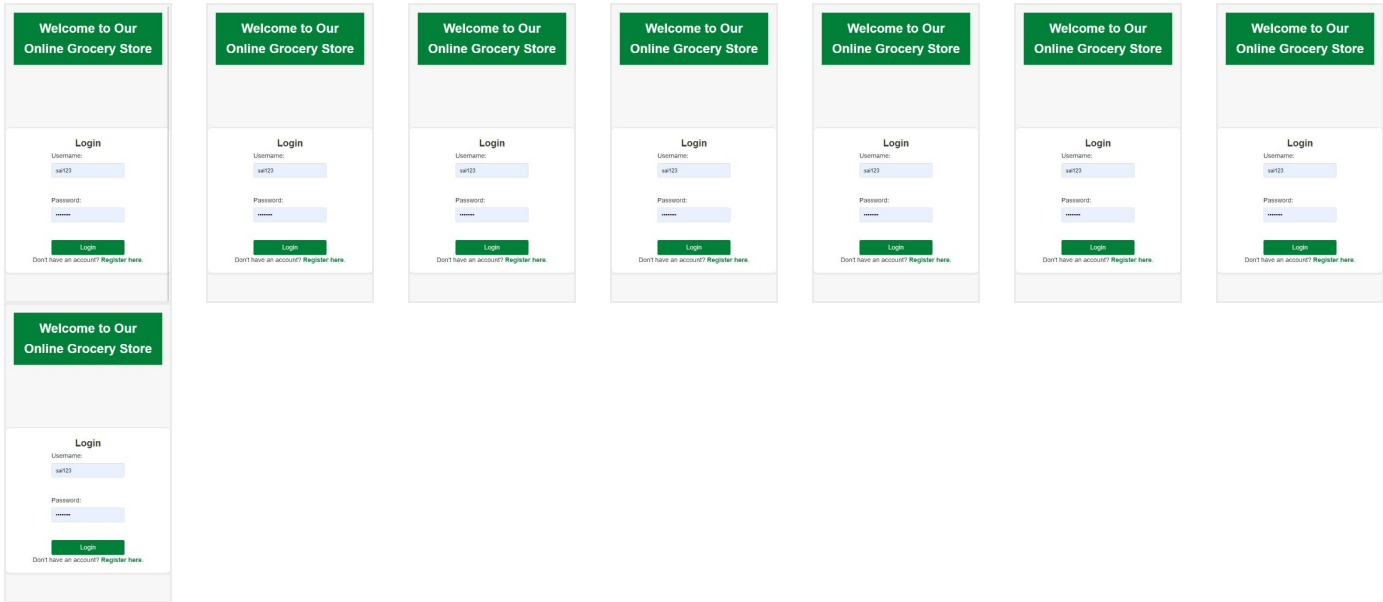 Welcome to Our
Online Grocery Store
Login
Username:
sai123
Password:
Login
Don't have an account? Register here.
Welcome to Our
Online Grocery Store
Login
Username:
sai123
Password:
Login
Don't have an account? Register here.
Welcome to Our
Online Grocery Store
Login
Username:
sai123
Password:
Login
Don't have an account? Register here.
Welcome to Our
Online Grocery Store
Login
Username:
sai123
Password:
Login
Don't have an account? Register here.
Welcome to Our
Online Grocery Store
Login
Username:
sai123
Password:
Login
Don't have an account? Register here.
Welcome to Our
Online Grocery Store
Login
Username:
sai123
Password:
Login
Don't have an account? Register here.
Welcome to Our
Online Grocery Store
Login
Username:
sai123
Password:
Login
Don't have an account? Register here.
Welcome to Our
Online Grocery Store
Login
Username:
sai123
Password:
Login
Don't have an account? Register here.